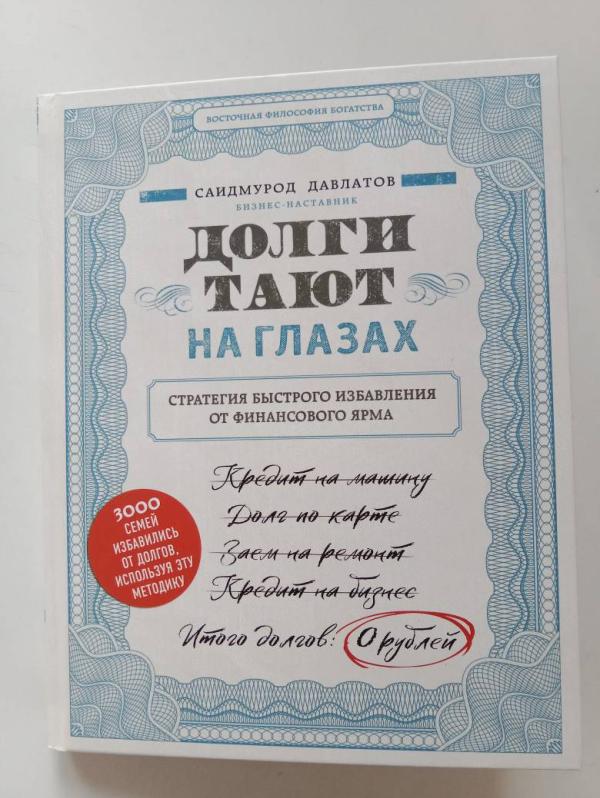 ВОСТОЧНАЯ ФИЛОСОФИЯ БОГАТСТВА
САИДМУРОД ДАВЛАТОВ
БИЗНЕС-НАСТАВНИК
ДОЛГИ
ТАЮТ
НА ГЛАЗАХ
СТРАТЕГИЯ БЫСТРОГО ИЗБАВЛЕНИЯ
ОТ ФИНАНСОВОГО ЯРМА
Кредит на машину
Долг по карте
Заем на ремонт
Кредит на бизнес
Итого долгов: 0 рублей
3000
СЕМЕЙ
ИЗБАВИЛИСЬ
ОТ ДОЛГОВ,
ИСПОЛЬЗУЯ ЭТУ
МЕТОДИКУ